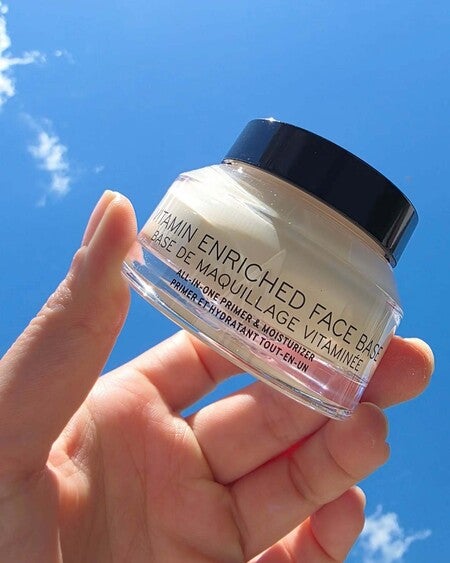 VITAMIN ENRICHED FACE BASE
BASE DE MAQUILLAGE VITAMINÉE
ALL-IN-ONE PRIMER & MOISTURIZER
PRIMER ET HYDRATANT TOUT-EN-UN